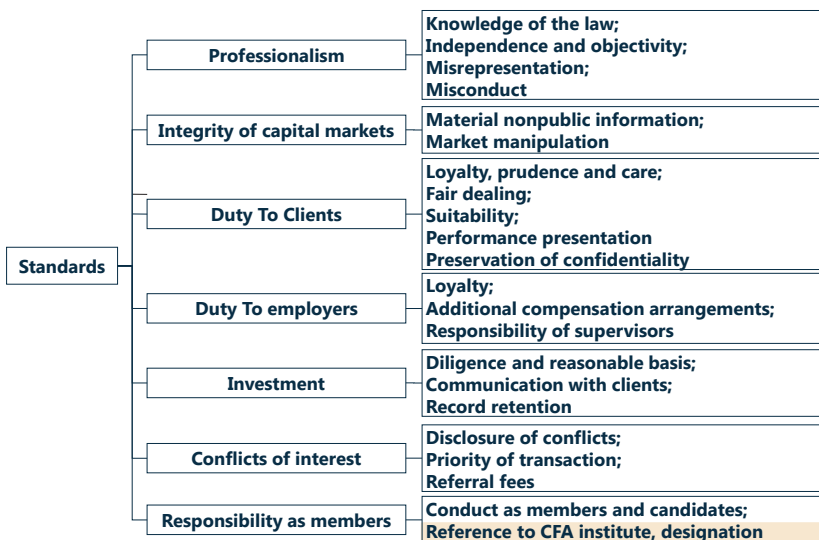 Standards
Professionalism
Knowledge of the law;
Independence and objectivity;
Misrepresentation;
Misconduct
Integrity of capital markets
Material nonpublic information;
Market manipulation
Duty To Clients
Loyalty, prudence and care;
Fair dealing;
Suitability;
Performance presentation
Preservation of confidentiality
Duty To employers
Loyalty;
Additional compensation arrangements;
Responsibility of supervisors
Investment
Diligence and reasonable basis;
Communication with clients;
Record retention
Conflicts of interest
Disclosure of conflicts;
Priority of transaction;
Referral fees
Responsibility as members
Conduct as members and candidates;
Reference to CFA institute, designation